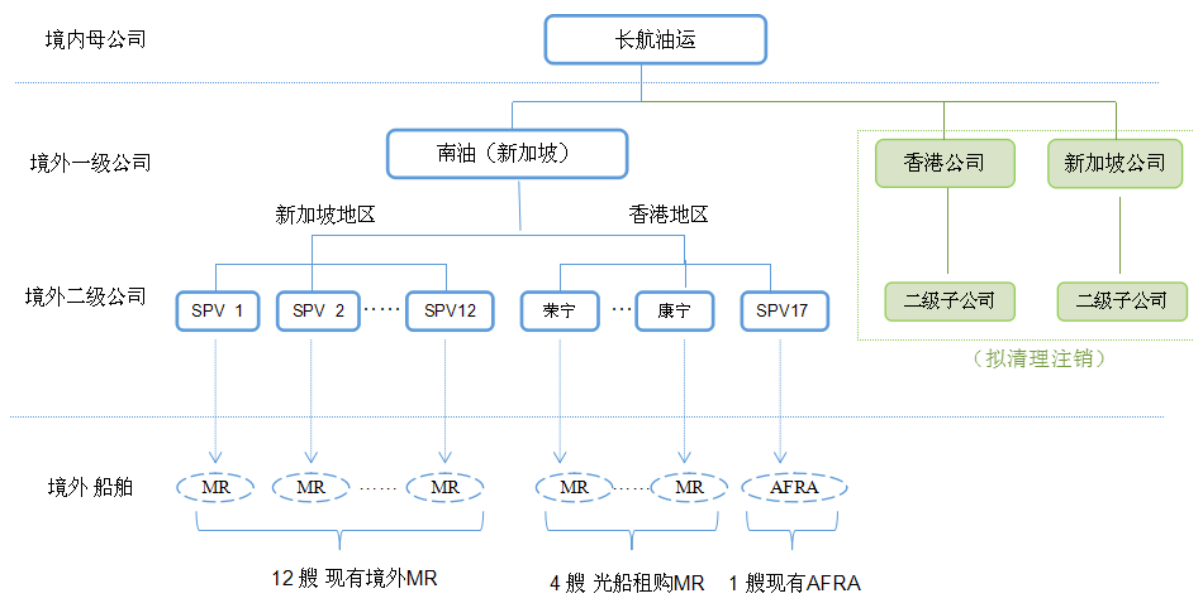 境内母公司
长航油运
境外一级公司
南油（新加坡）
香港公司
新加坡公司
新加坡地区
香港地区
境外二级公司
SPV 1
SPV 2
·····
SPV12
荣宁
...
康宁
SPV17
二级子公司
二级子公司
（拟清理注销）
境外 船舶
MR
MR
······
MR
MR
······
MR
AFRA
12 艘 现有境外MR
4 艘 光船租购MR
1 艘现有AFRA